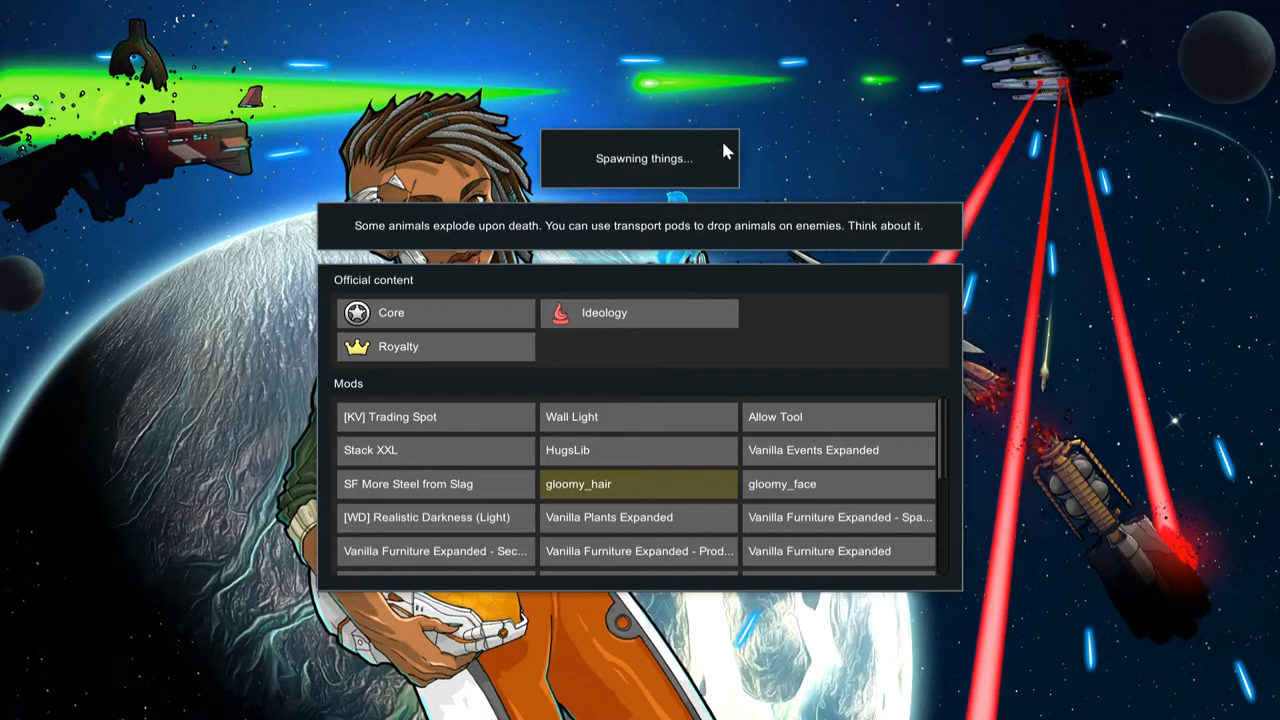 Spawning things...
Some animals explode upon death. You can use transport pods to drop animals on enemies. Think about it.
Official content
Core
Ideology
Royalty
Mods
[KV] Trading Spot
Wall Light
Allow Tool
Stack XXL
HugsLib
Vanilla Events Expanded
SF More Steel from Slag
gloomy_hair
gloomy_face
[WD] Realistic Darkness (Light)
Vanilla Plants Expanded
Vanilla Furniture Expanded - Spa...
Vanilla Furniture Expanded - Sec...
Vanilla Furniture Expanded - Prod...
Vanilla Furniture Expanded